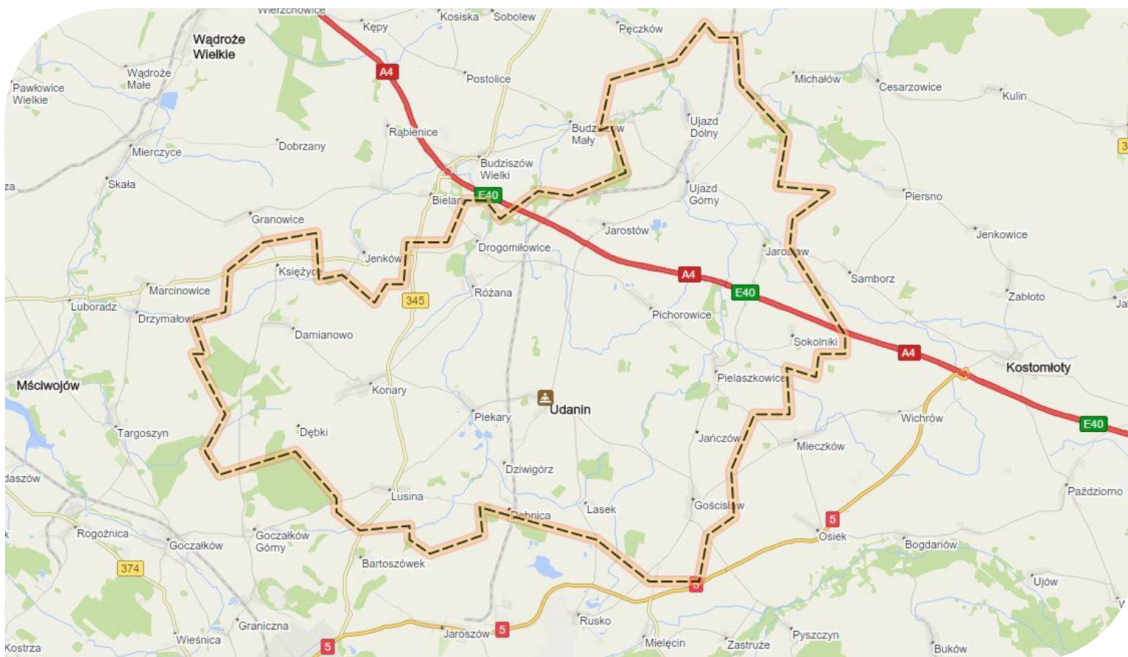 Wierzchowice
Kępy
Kosiska
Sobolew
Pęczków
Wądroże
Wielkie
A4
Wądroże
Małe
Postolice
Michałów
Cesarzowice
Kulin
Pawłowice
Wielkie
Rąbienice
Budziszów
Mały
Ujazd
Dolny
Dobrzany
Mierczyce
Budziszów
Wielki
Skała
E40
Ujazd
Górny
Piersno
Granowice
Drogomiłowice
Jarostów
Jenkowice
Jenków
Jarosław
Księżyce
A4
Samborz
Marcinowice
Różana
E40
Zabłoto
345
Luboradz
Drzymałowice
Pichorowice
Damianowo
Sokolniki
A4
Kostomłoty
Mściwojów
Pielaszkowice
Konary
Udanin
Piekary
Wichrów
E40
Targoszyn
Dębki
Jańczów
Mieczków
Dziwigórz
Lusina
Październo
Gościsław
Lasek
Dębnica
5
Rogoźnica
Goczałków
Goczałków
Górny
Osiek
Bogdanów
Bartoszówek
374
5
Ujów
Rusko
Graniczna
5
Jaroszów
Wieśnica
5
Pyszczyn
Mielęcin
Zastruże
Kostrza
Buków